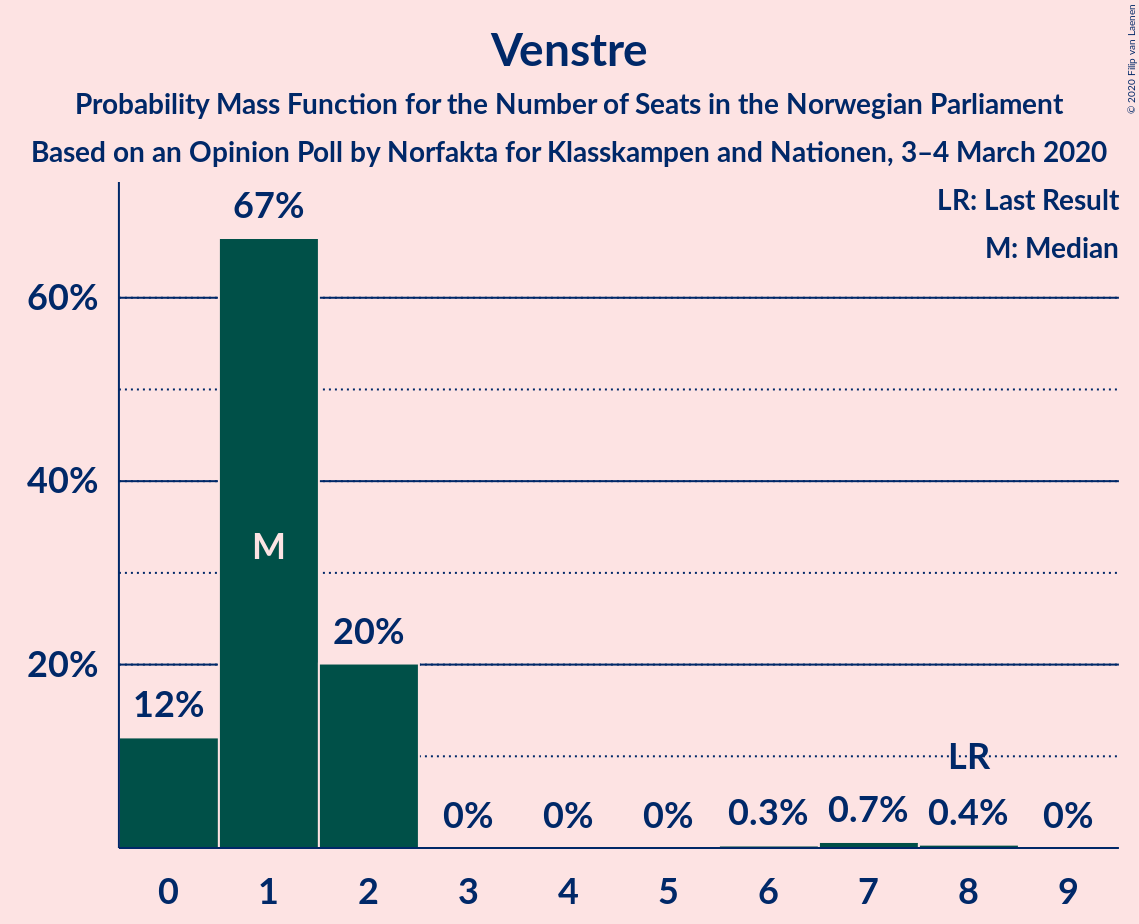 © 2020 Filip van Laenen
Venstre
Probability Mass Function for the Number of Seats in the Norwegian Parliament
Based on an Opinion Poll by Norfakta for Klasskampen and Nationen, 3–4 March 2020
LR: Last Result
M: Median
67%
60%
40%
M
20%
20%
12%
LR
0%
0%
0%
0.3%
0.7%
0.4%
0%
0
1
2
3
4
5
6
7
8
9